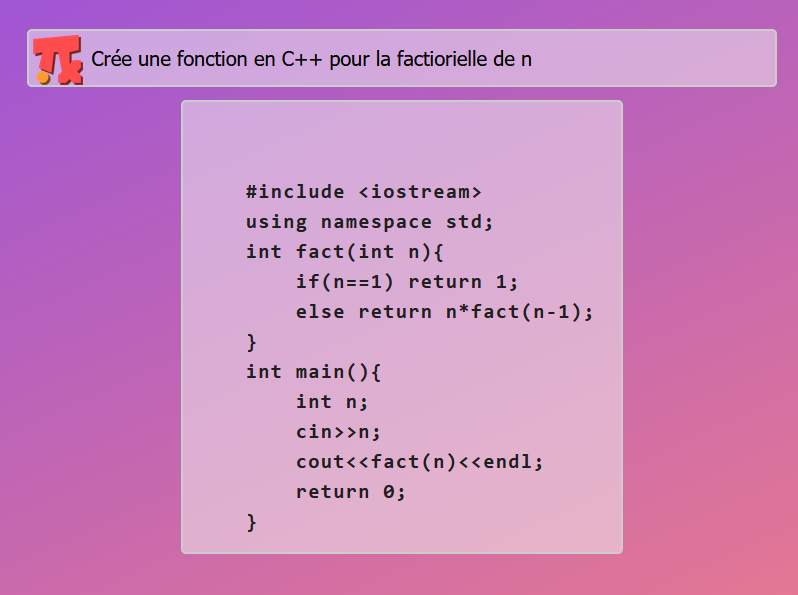 Crée une fonction en C++ pour la factiorielle de n
#include <iostream>
using namespace std;
int fact(int n){
    if(n==1) return 1;
    else return n*fact(n-1);
}
int main(){
    int n;
    cin>>n;
    cout<<fact(n)<<endl;
    return 0;
}